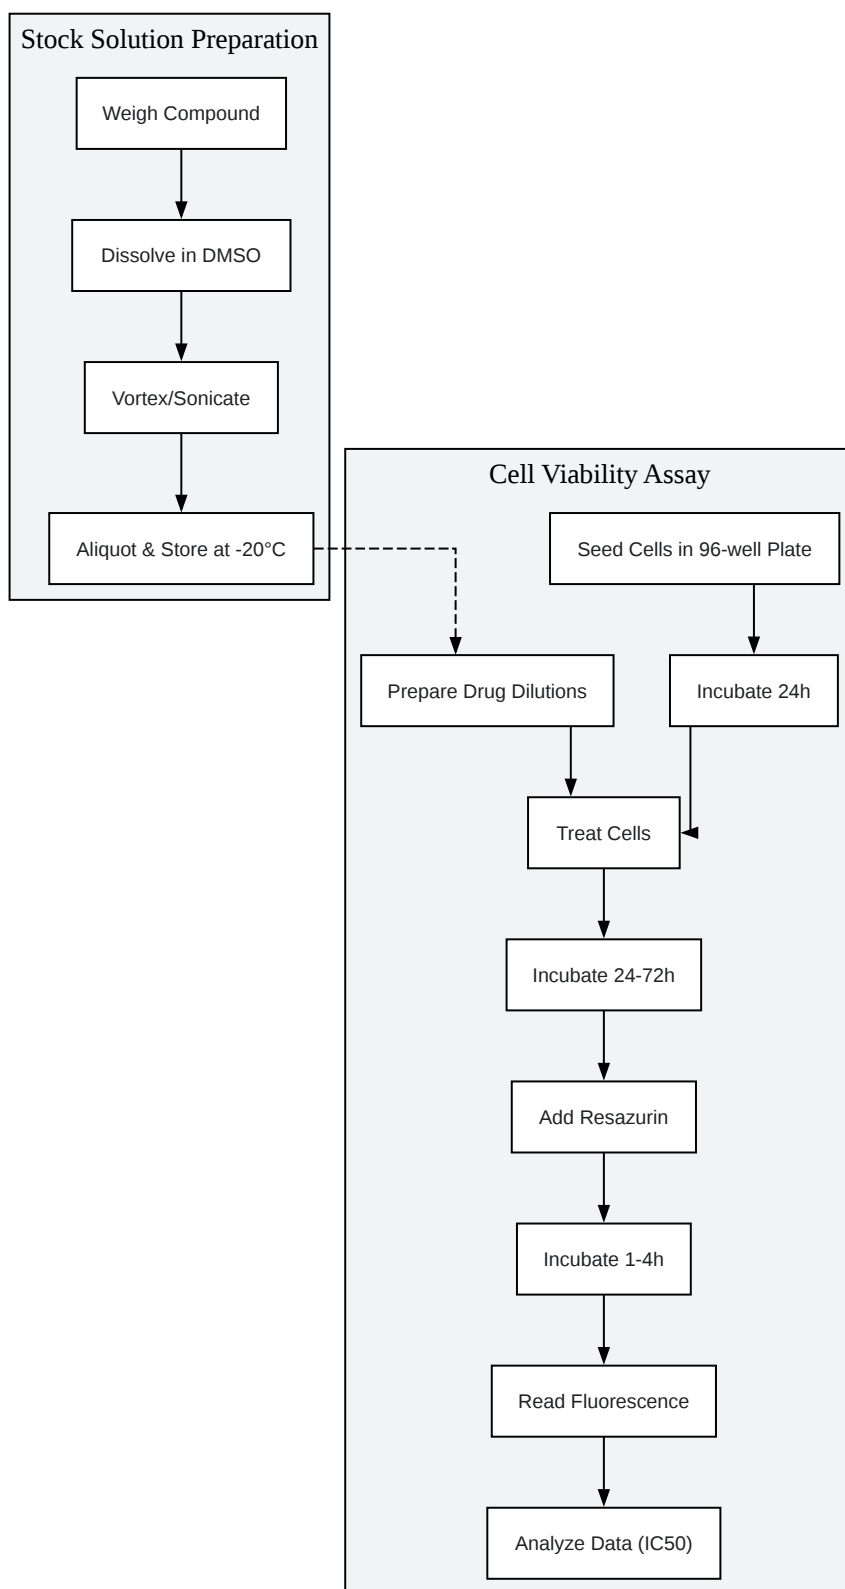 Stock Solution Preparation
Weigh Compound
Dissolve in DMSO
Vortex/Sonicate
Aliquot & Store at -20°C
Cell Viability Assay
Seed Cells in 96-well Plate
Prepare Drug Dilutions
Incubate 24h
Treat Cells
Incubate 24-72h
Add Resazurin
Incubate 1-4h
Read Fluorescence
Analyze Data (IC50)